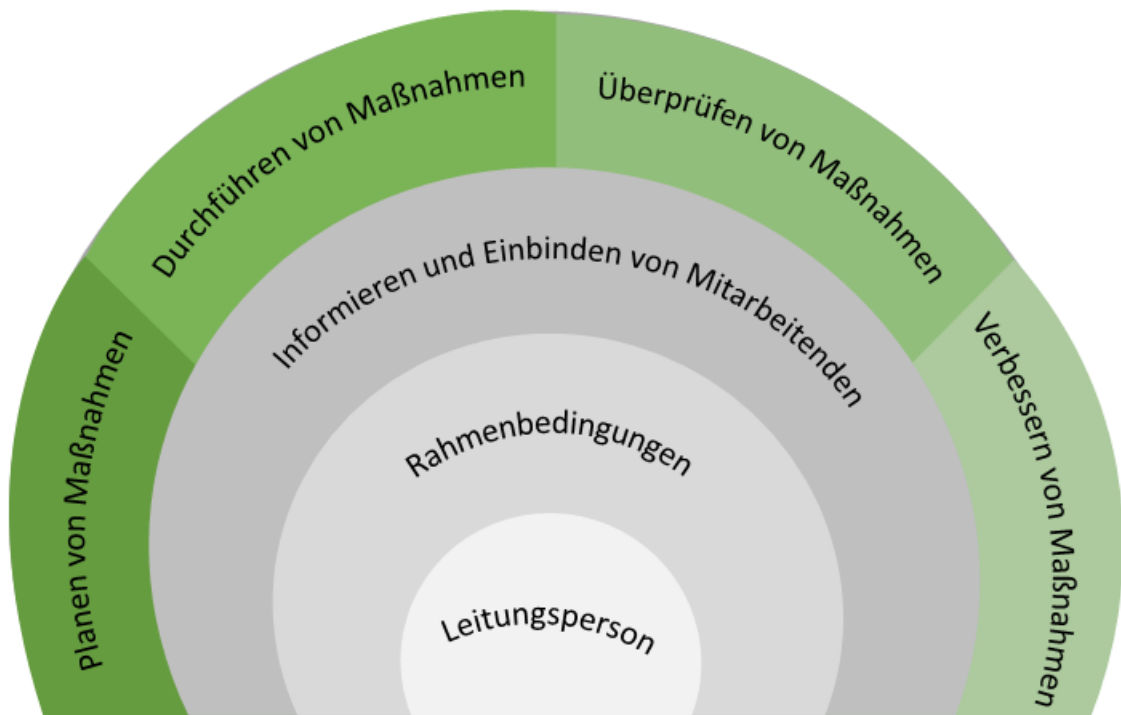 Planen von Maßnahmen
Durchführen von Maßnahmen
Überprüfen von Maßnahmen
Verbessern von Maßnahmen
Informieren und Einbinden von Mitarbeitenden
Rahmenbedingungen
Leitungsperson